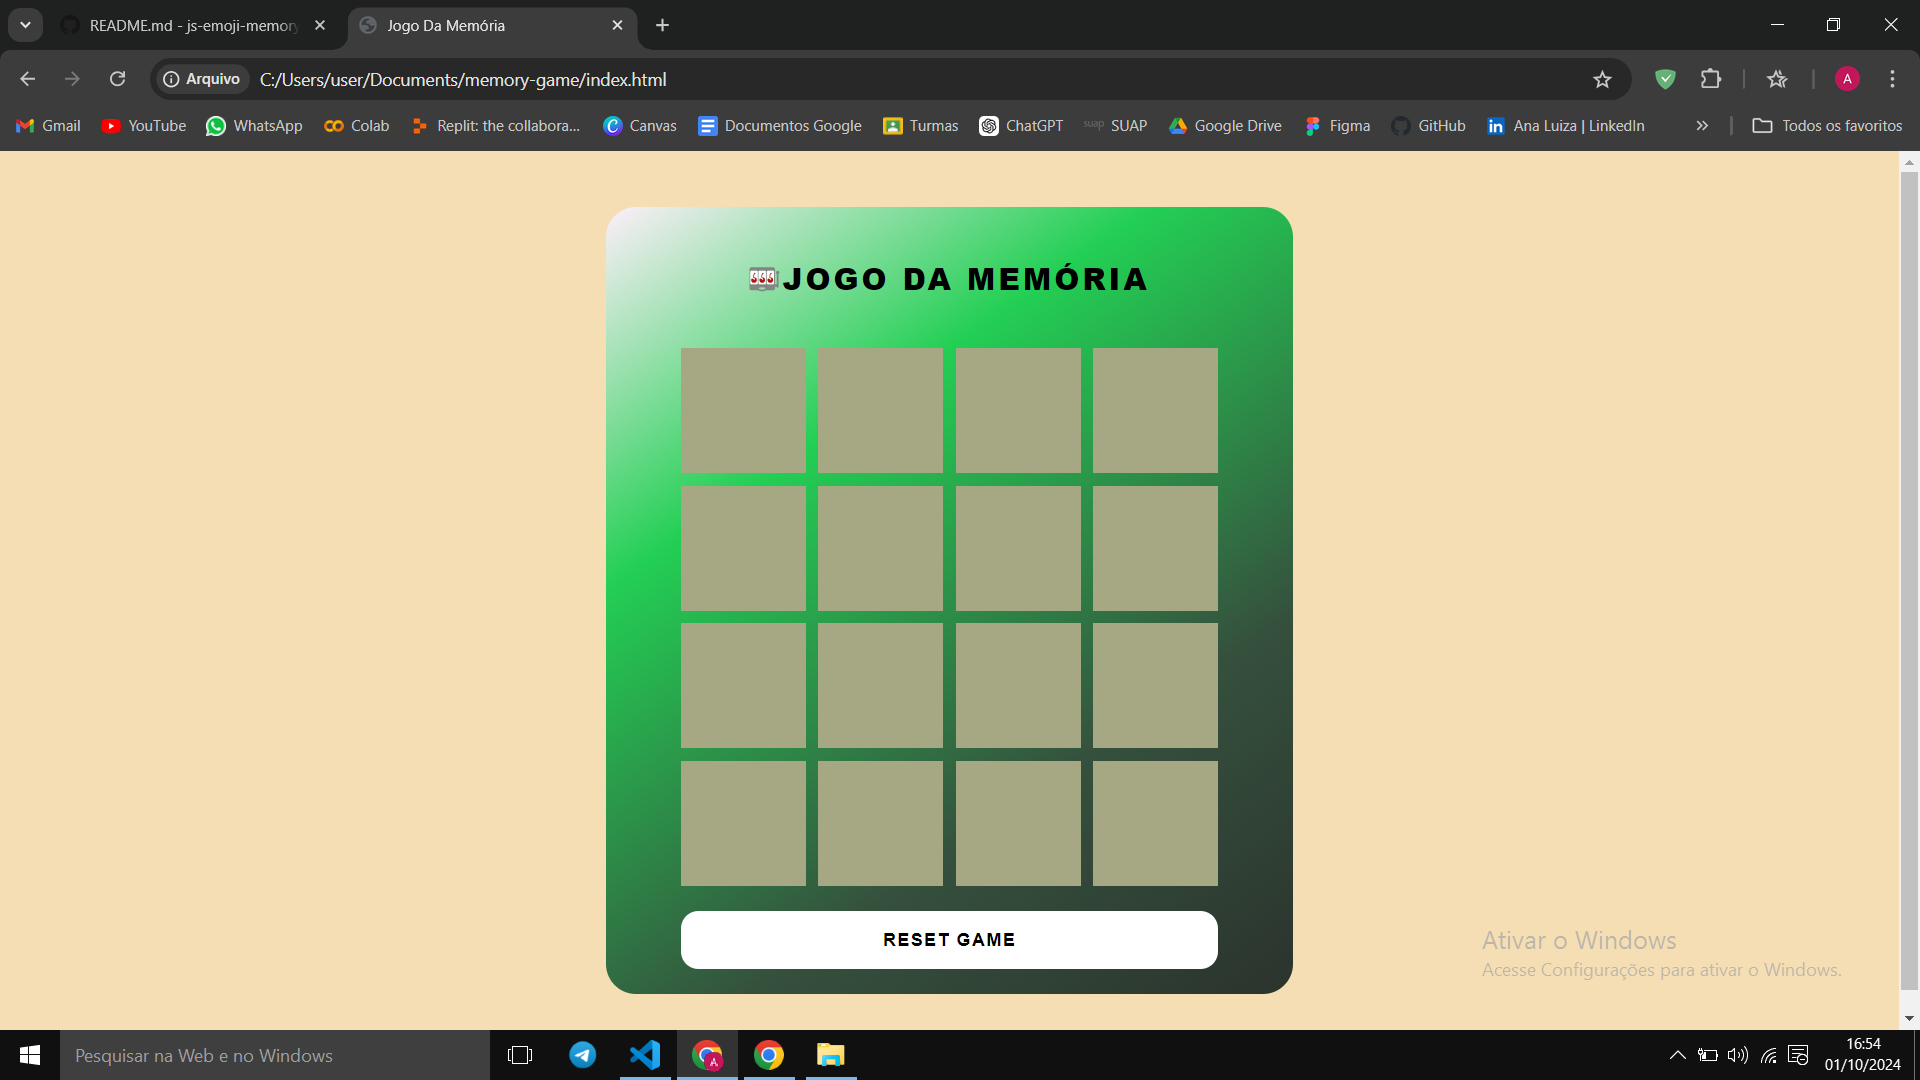 README.md - js-emoji-memory
Jogo Da Memória
Arquivo
C:/Users/user/Documents/memory-game/index.html
A
Gmail
YouTube
WhatsApp
Colab
Replit: the collabora...
Canvas
Documentos Google
Turmas
ChatGPT
suap
SUAP
Google Drive
Figma
GitHub
Ana Luiza | LinkedIn
Todos os favoritos
JOGO DA MEMÓRIA
RESET GAME
Ativar o Windows
Acesse Configurações para ativar o Windows.
Pesquisar na Web e no Windows
16:54
01/10/2024